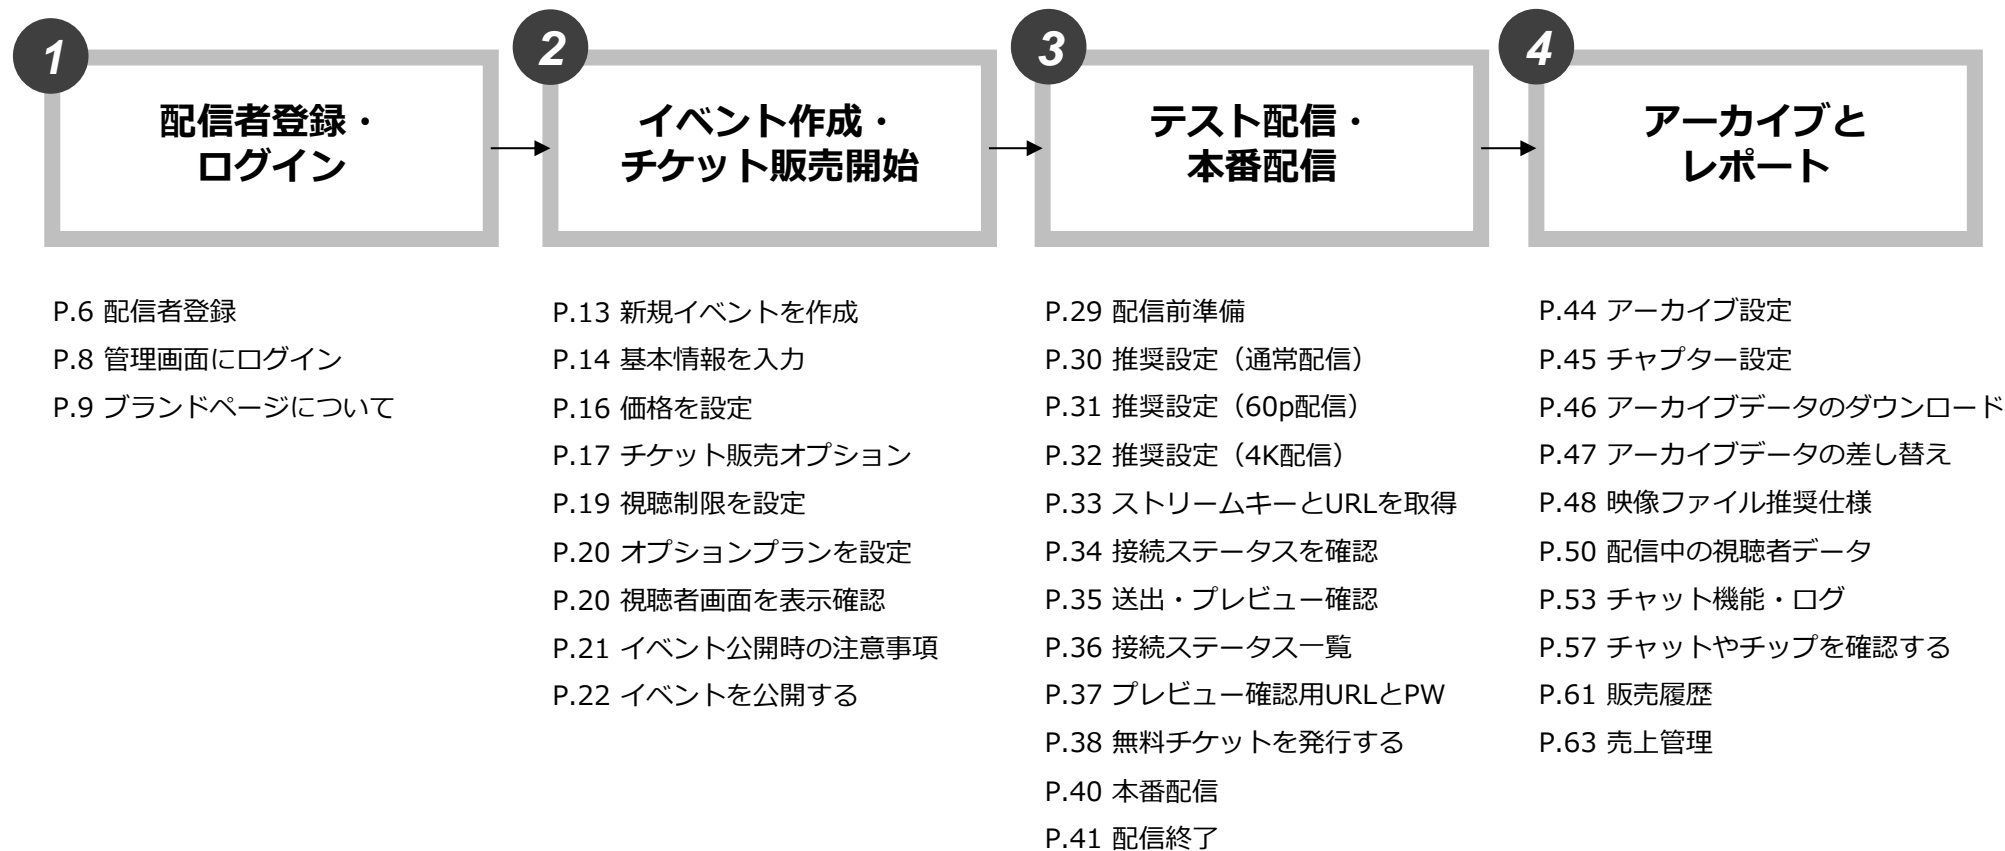 1
配信者登録・
ログイン
P.6 配信者登録
P.8 管理画面にログイン
P.9 ブランドページについて
2
イベント作成・
チケット販売開始
P.13 新規イベントを作成
P.14 基本情報を入力
P.16 価格を設定
P.17 チケット販売オプション
P.19 視聴制限を設定
P.20 オプションプランを設定
P.20 視聴者画面を表示確認
P.21 イベント公開時の注意事項
P.22 イベントを公開する
3
テスト配信・
本番配信
P.29 配信前準備
P.30 推奨設定（通常配信）
P.31 推奨設定（60p配信）
P.32 推奨設定（4K配信）
P.33 ストリームキーとURLを取得
P.34 接続ステータスを確認
P.35 送出・プレビュー確認
P.36 接続ステータス一覧
P.37 プレビュー確認用URLとPW
P.38 無料チケットを発行する
P.40 本番配信
P.41 配信終了
4
アーカイブと
レポート
P.44 アーカイブ設定
P.45 チャプター設定
P.46 アーカイブデータのダウンロード
P.47 アーカイブデータの差し替え
P.48 映像ファイル推奨仕様
P.50 配信中の視聴者データ
P.53 チャット機能・ログ
P.57 チャットやチップを確認する
P.61 販売履歴
P.63 売上管理